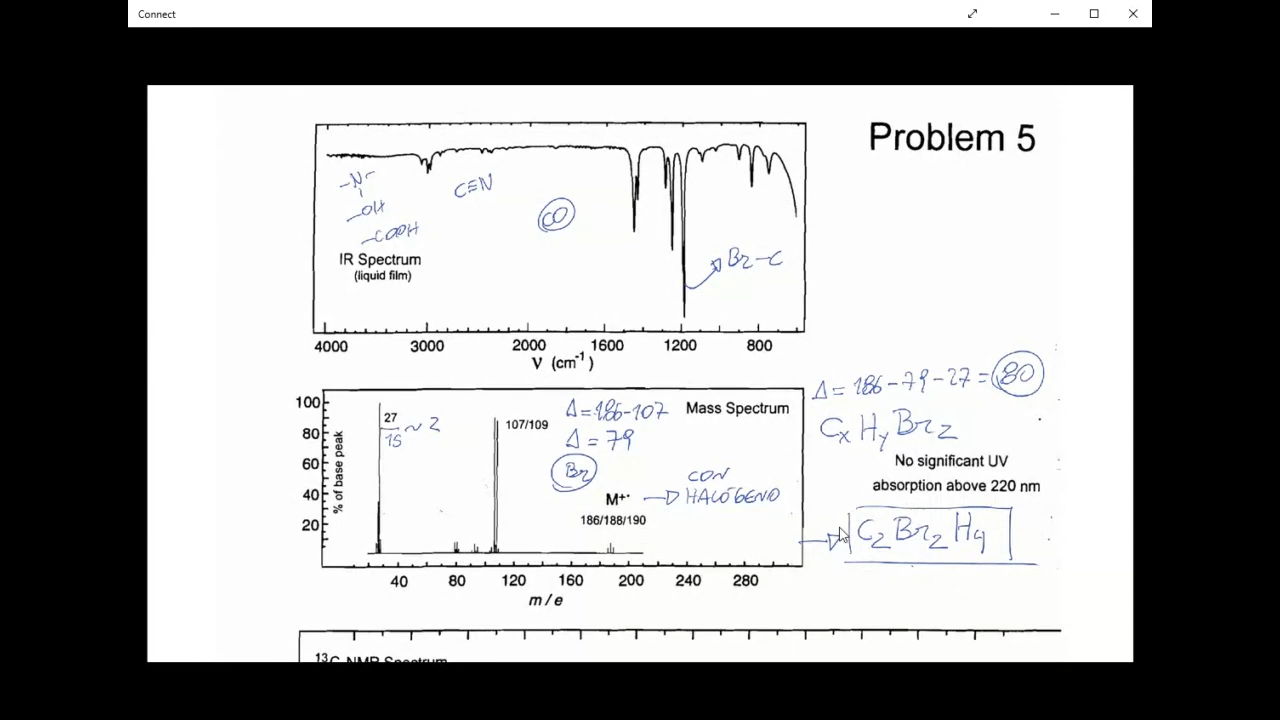 Connect
Problem 5
-N-
-OH
-COOH
C≡N
CO
Br-C
IR Spectrum
(liquid film)
4000 3000 2000 1600 1200 800
V (cm-1)
Δ = 186-79-27 = 80
CxHyBr2
100
80
60
40
20
% of base peak
27
15 ~ 2
107/109
Δ=186-107
Δ = 79
Br
Mass Spectrum
CON
HALÓGENO
M+·
186/188/190
No significant UV
absorption above 220 nm
C2Br2H4
40 80 120 160 200 240 280
m / e
13C NMR Spectrum